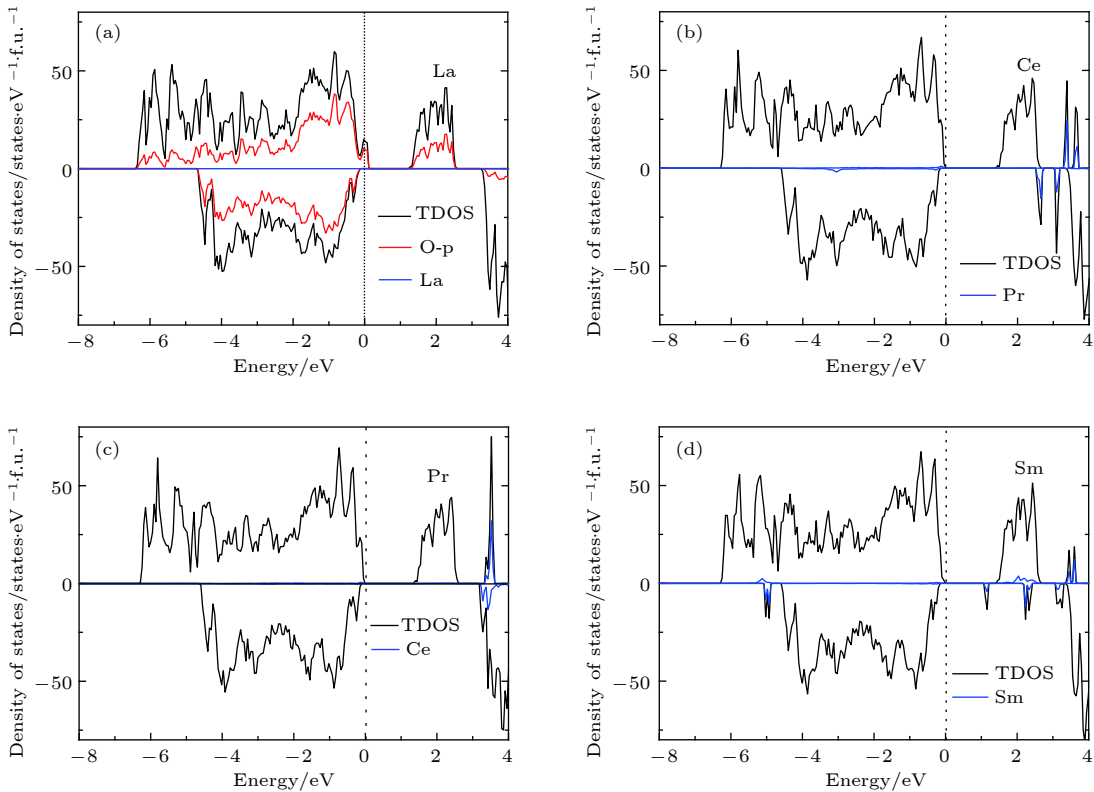 (a)
La
50
0
−50
TDOS
O-p
La
−8 −6 −4 −2 0 2 4
Energy/eV
Density of states/states·eV⁻¹·f.u.⁻¹
(b)
Ce
50
0
−50
TDOS
Pr
−8 −6 −4 −2 0 2 4
Energy/eV
Density of states/states·eV⁻¹·f.u.⁻¹
(c)
Pr
50
0
−50
TDOS
Ce
−8 −6 −4 −2 0 2 4
Energy/eV
Density of states/states·eV⁻¹·f.u.⁻¹
(d)
Sm
50
0
−50
TDOS
Sm
−8 −6 −4 −2 0 2 4
Energy/eV
Density of states/states·eV⁻¹·f.u.⁻¹